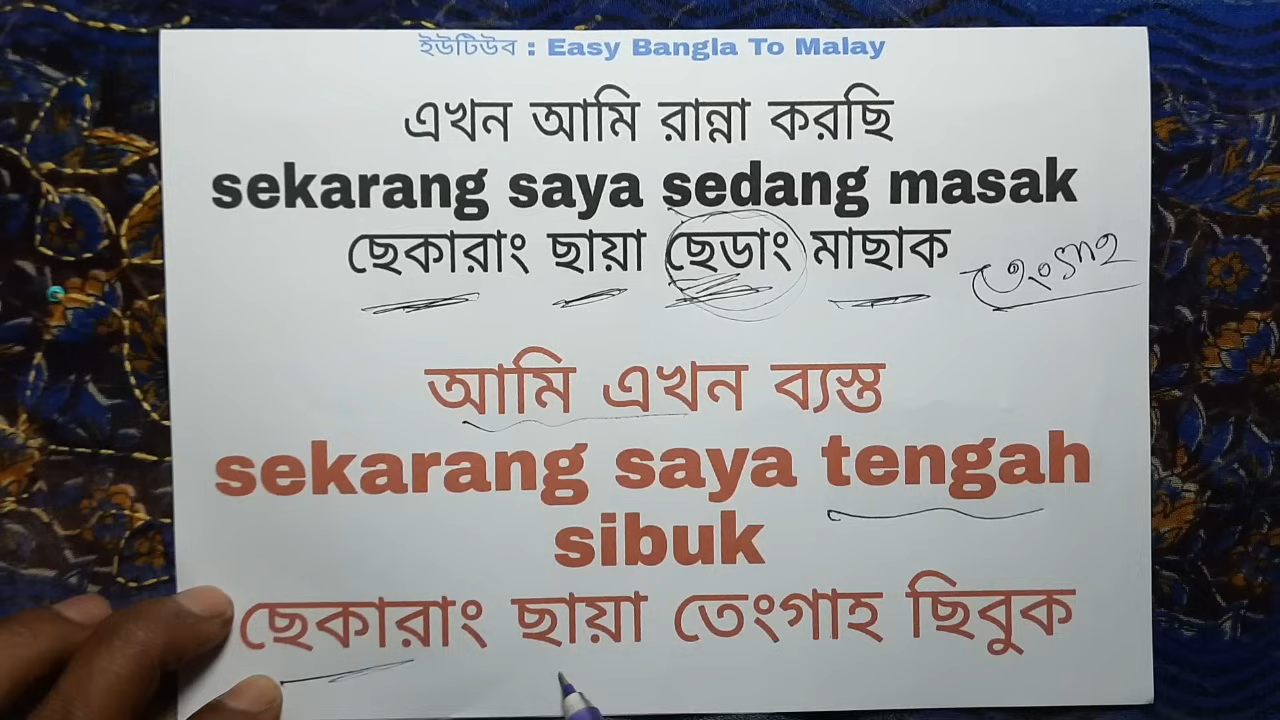 ইউটিউব : Easy Bangla To Malay
এখন আমি রান্না করছি
sekarang saya sedang masak
ছেকারাং ছায়া ছেডাং মাছাক
তেংগাহ
আমি এখন ব্যস্ত
sekarang saya tengah
sibuk
ছেকারাং ছায়া তেংগাহ ছিবুক